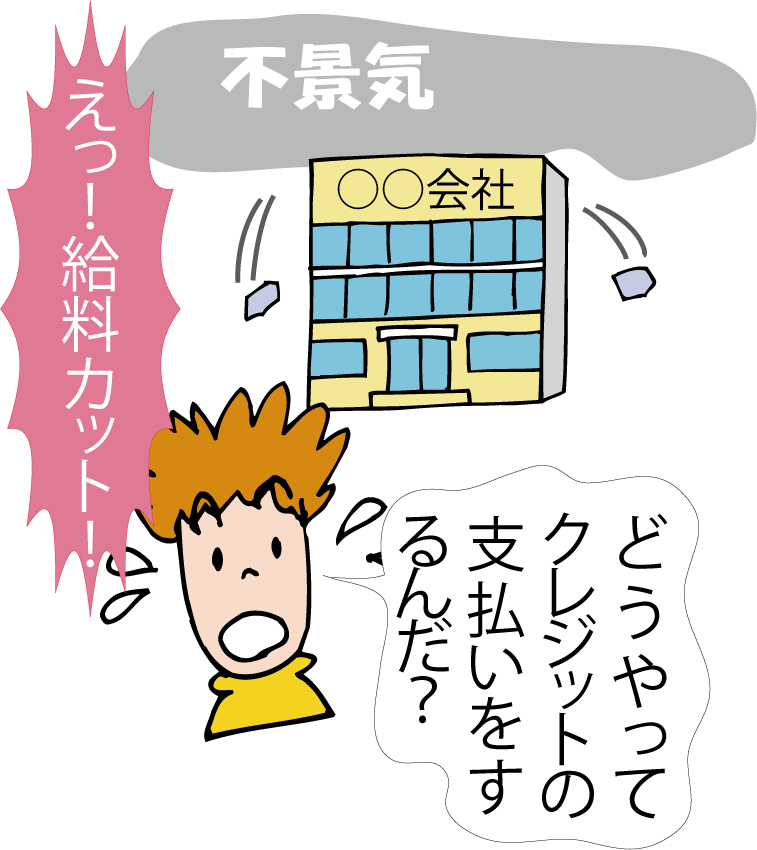 不景気
○○会社
えっ！給料カット！
どうやって
クレジットの
支払いをす
るんだ？